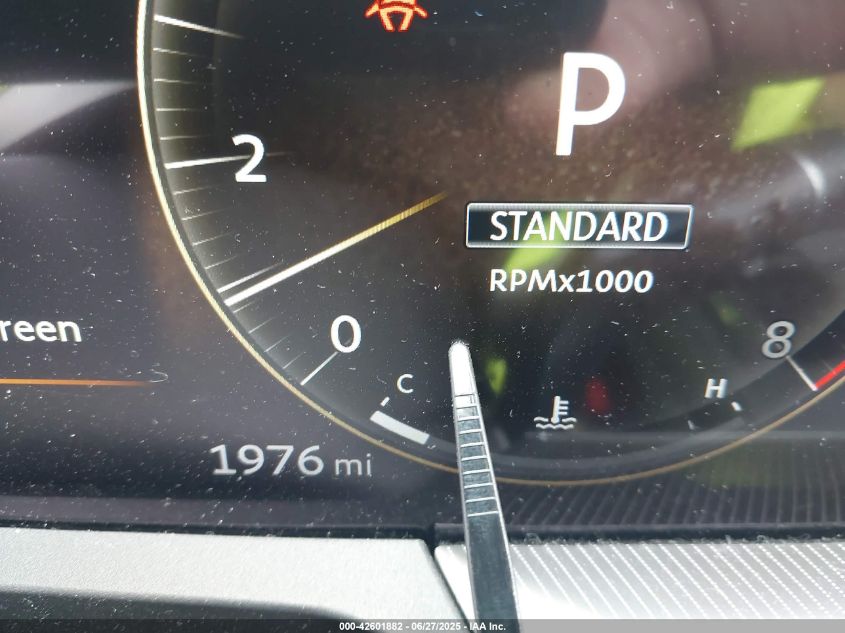 P
2
STANDARD
RPMx1000
reen
0
8
C
H
1976 mi
000-42601882 - 06/27/2025 - IAA Inc.